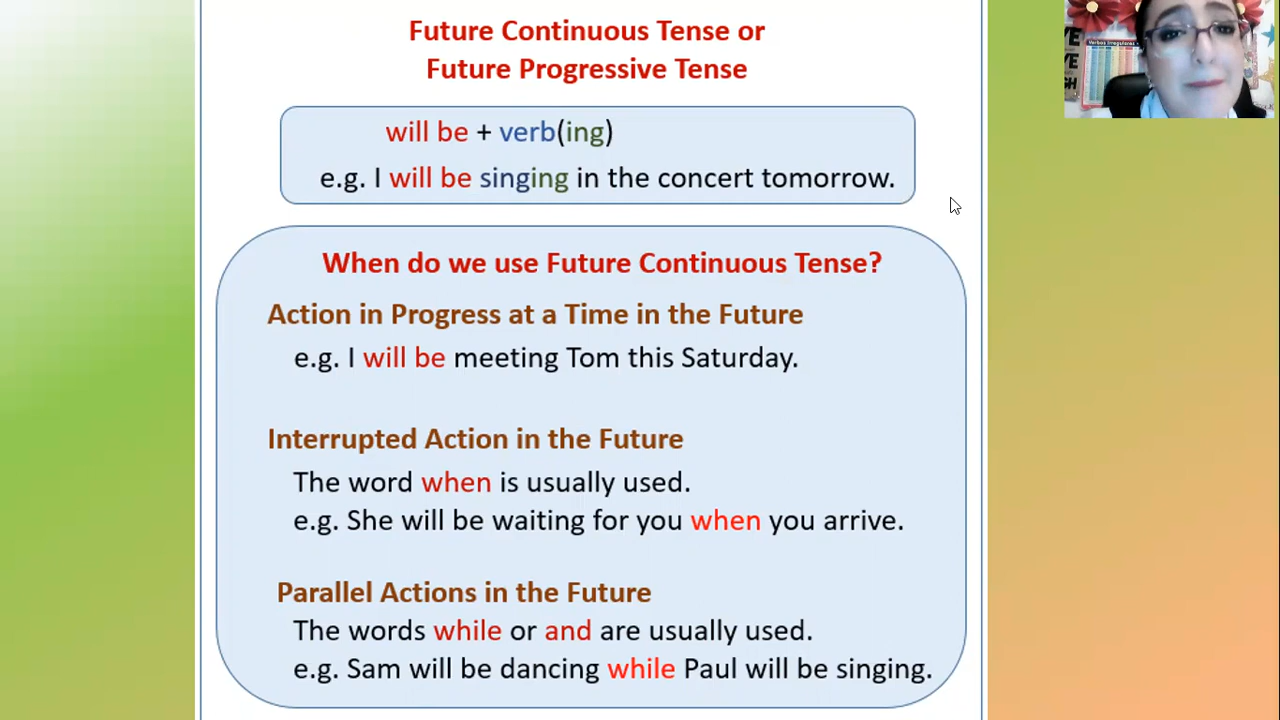 Future Continuous Tense or
Future Progressive Tense
will be + verb(ing)
e.g. I will be singing in the concert tomorrow.
When do we use Future Continuous Tense?
Action in Progress at a Time in the Future
e.g. I will be meeting Tom this Saturday.
Interrupted Action in the Future
The word when is usually used.
e.g. She will be waiting for you when you arrive.
Parallel Actions in the Future
The words while or and are usually used.
e.g. Sam will be dancing while Paul will be singing.
Verbos Irregulares